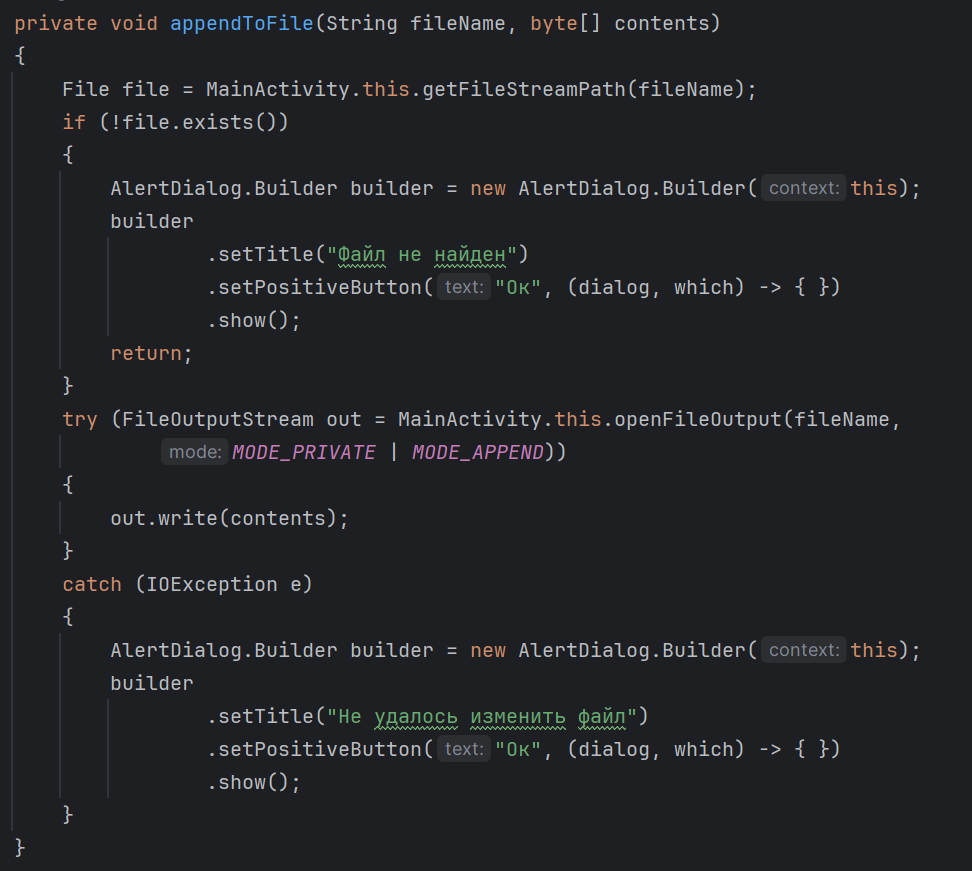 private void appendToFile(String fileName, byte[] contents)
{
    File file = MainActivity.this.getFileStreamPath(fileName);
    if (!file.exists())
    {
        AlertDialog.Builder builder = new AlertDialog.Builder( context: this);
        builder
                .setTitle("Файл не найден")
                .setPositiveButton( text: "Ок", (dialog, which) -> { })
                .show();
        return;
    }
    try (FileOutputStream out = MainActivity.this.openFileOutput(fileName,
            mode: MODE_PRIVATE | MODE_APPEND))
    {
        out.write(contents);
    }
    catch (IOException e)
    {
        AlertDialog.Builder builder = new AlertDialog.Builder( context: this);
        builder
                .setTitle("Не удалось изменить файл")
                .setPositiveButton( text: "Ок", (dialog, which) -> { })
                .show();
    }
}